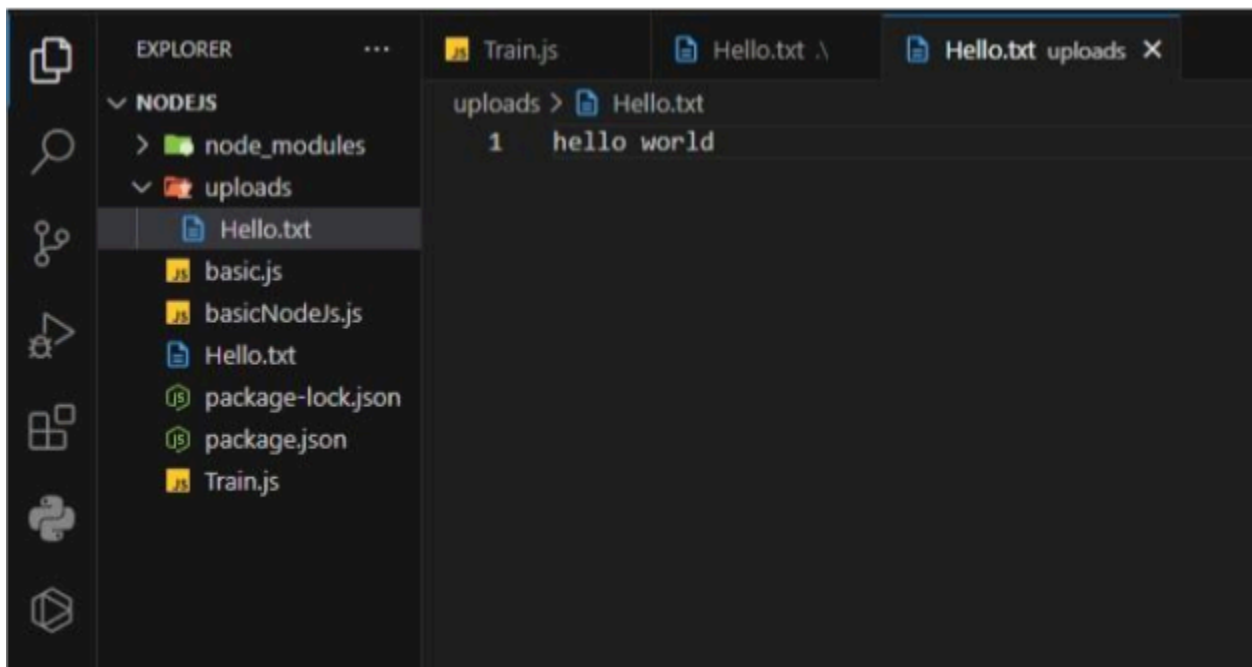 EXPLORER ...
NODEJS
node_modules
uploads
Hello.txt
basic.js
basicNodeJs.js
Hello.txt
package-lock.json
package.json
Train.js
Train.js Hello.txt .\ Hello.txt uploads
uploads > Hello.txt
1 hello world